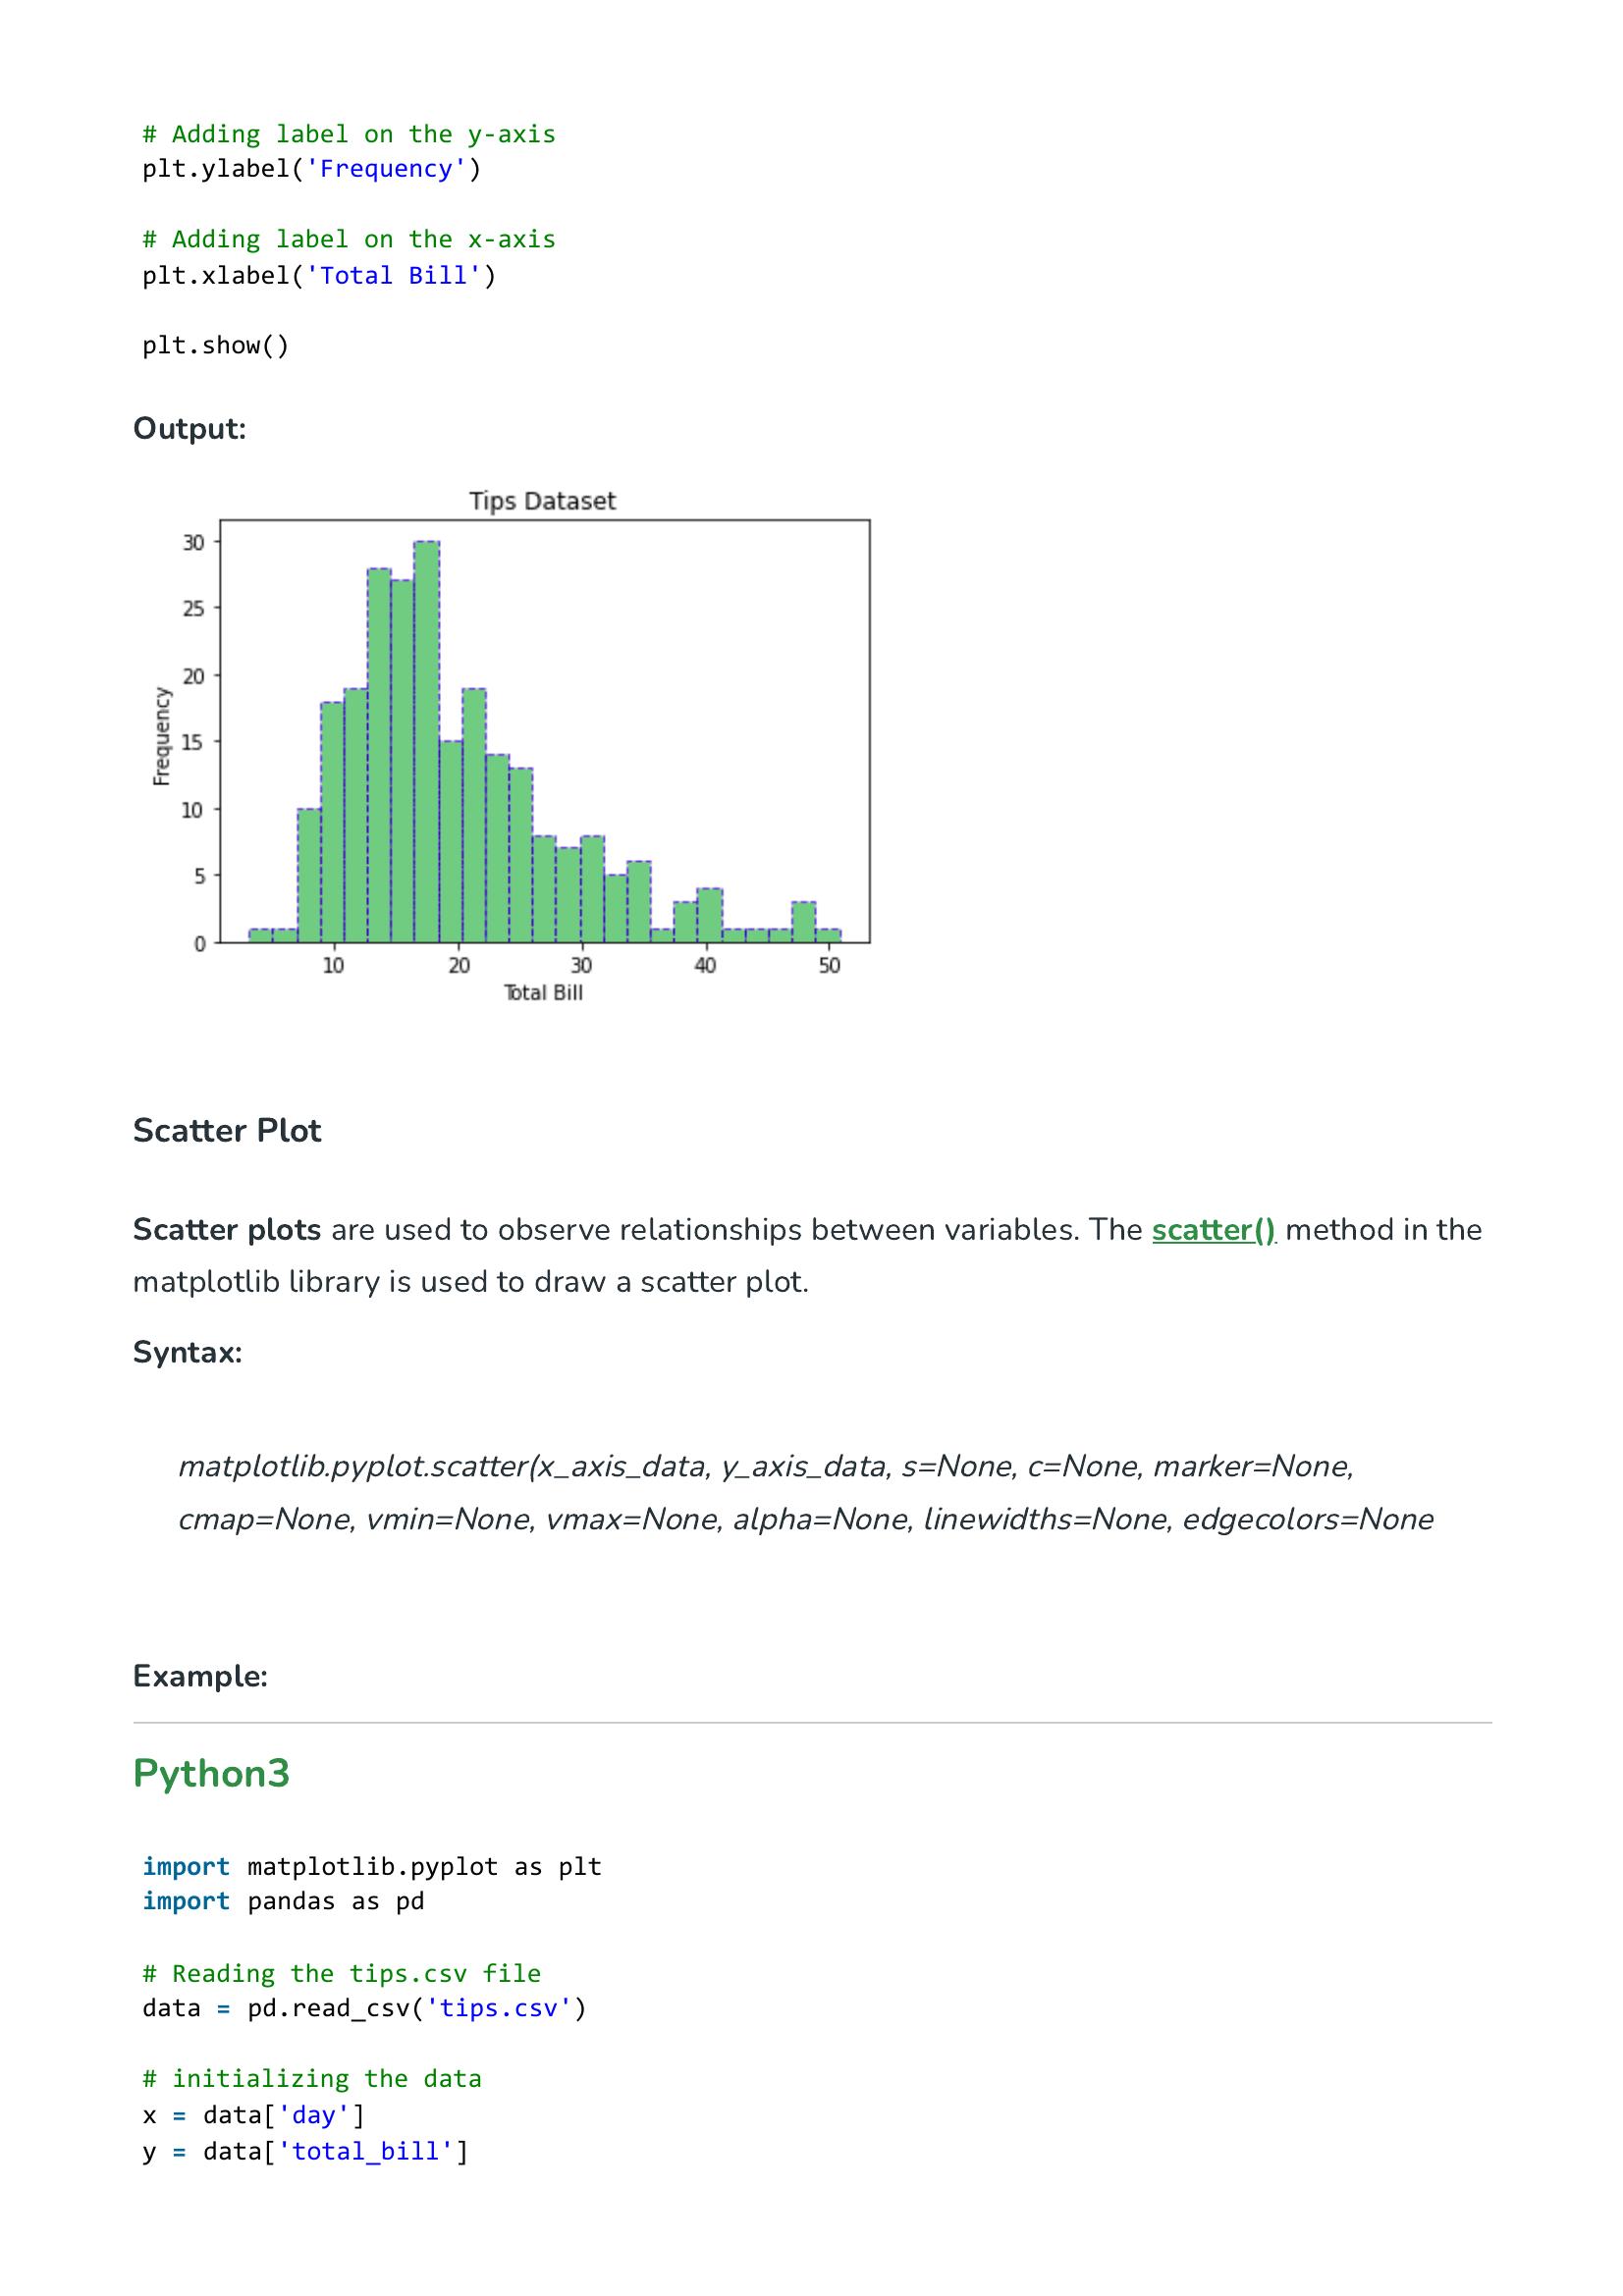 # Adding label on the y-axis
plt.ylabel('Frequency')
# Adding label on the x-axis
plt.xlabel('Total Bill')
plt.show()
Output:
Tips Dataset
30
25
20
15
10
5
0
Frequency
10 20 30 40 50
Total Bill
Scatter Plot
Scatter plots are used to observe relationships between variables. The scatter() method in the
matplotlib library is used to draw a scatter plot.
Syntax:
matplotlib.pyplot.scatter(x_axis_data, y_axis_data, s=None, c=None, marker=None,
cmap=None, vmin=None, vmax=None, alpha=None, linewidths=None, edgecolors=None
Example:
Python3
import matplotlib.pyplot as plt
import pandas as pd
# Reading the tips.csv file
data = pd.read_csv('tips.csv')
# initializing the data
x = data['day']
y = data['total_bill']